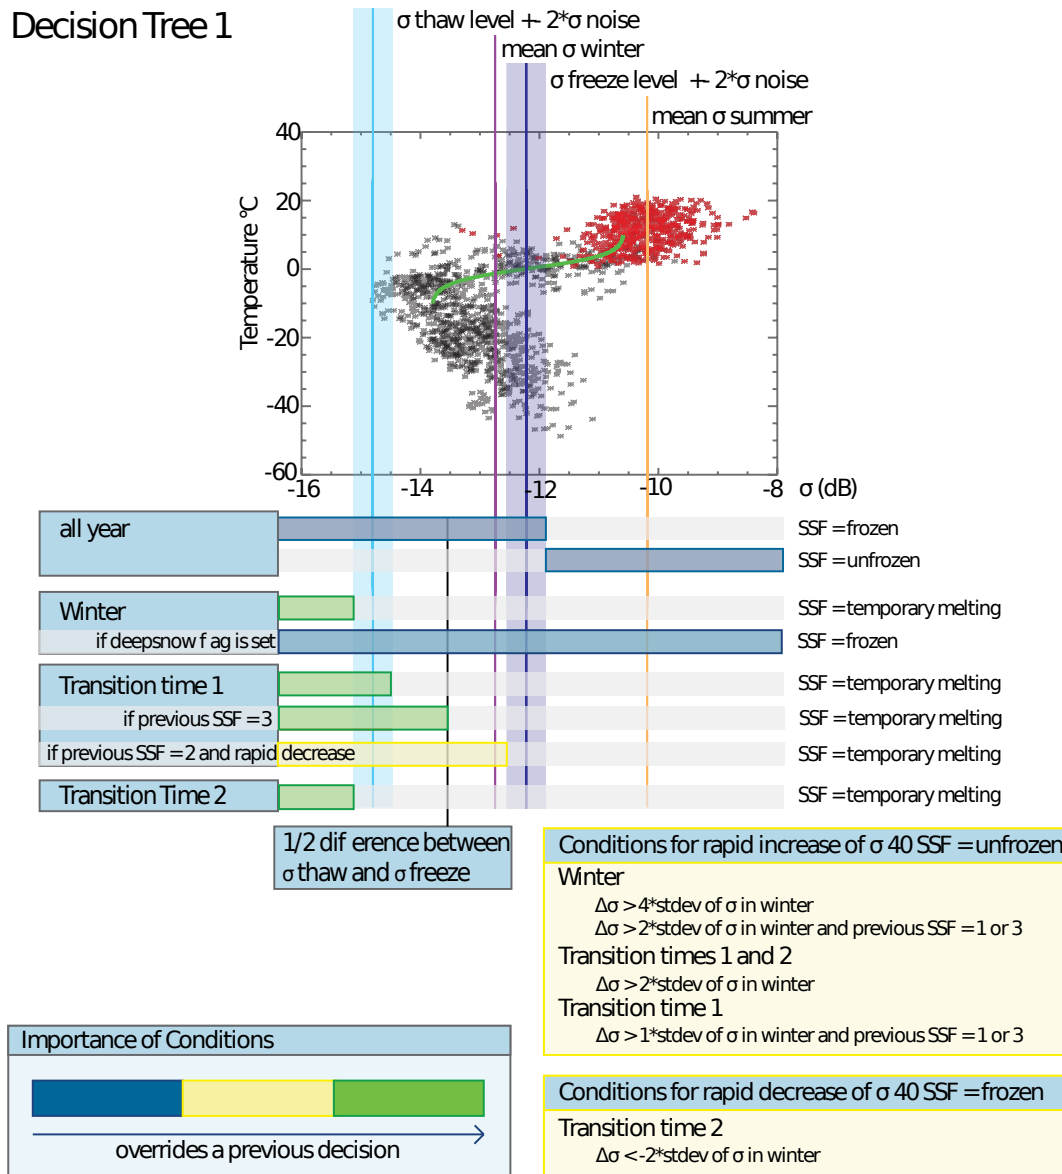 Decision Tree 1
σ thaw level +- 2*σ noise
mean σ winter
σ freeze level +- 2*σ noise
mean σ summer
Temperature °C
40
20
0
-20
-40
-60
-16
-14
-12
-10
-8
σ (dB)
all year
SSF = frozen
SSF = unfrozen
Winter
SSF = temporary melting
if deepsnow f ag is set
SSF = frozen
Transition time 1
SSF = temporary melting
if previous SSF = 3
SSF = temporary melting
if previous SSF = 2 and rapid decrease
SSF = temporary melting
Transition Time 2
SSF = temporary melting
1/2 dif erence between
σ thaw and σ freeze
Conditions for rapid increase of σ 40 SSF = unfrozen
Winter
Δσ > 4*stdev of σ in winter
Δσ > 2*stdev of σ in winter and previous SSF = 1 or 3
Transition times 1 and 2
Δσ > 2*stdev of σ in winter
Transition time 1
Δσ > 1*stdev of σ in winter and previous SSF = 1 or 3
Importance of Conditions
overrides a previous decision
Conditions for rapid decrease of σ 40 SSF = frozen
Transition time 2
Δσ < -2*stdev of σ in winter